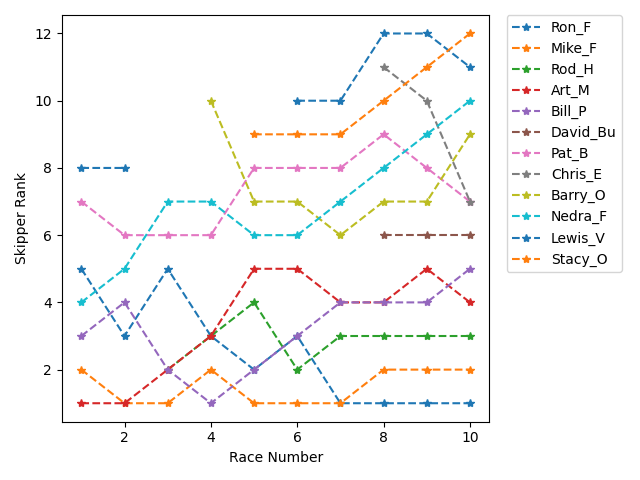 12
10
8
6
4
2
Skipper Rank
2 4 6 8 10
Race Number
Ron_F
Mike_F
Rod_H
Art_M
Bill_P
David_Bu
Pat_B
Chris_E
Barry_O
Nedra_F
Lewis_V
Stacy_O